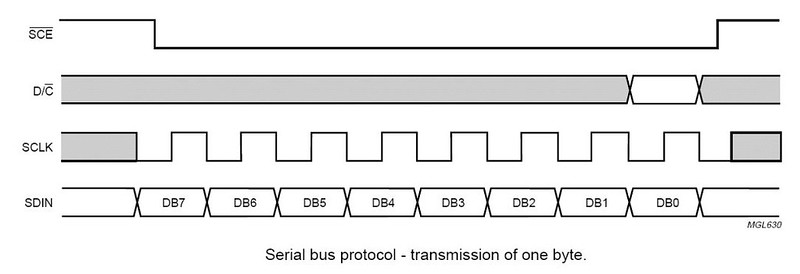 SCE
D/C
SCLK
SDIN DB7 DB6 DB5 DB4 DB3 DB2 DB1 DB0
MGL630
Serial bus protocol - transmission of one byte.